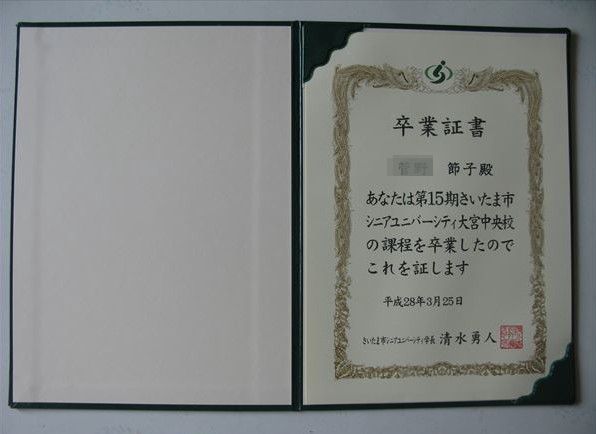 卒業証書
節子殿
あなたは第15期さいたま市
シニアユニバーシティ大宮中央校
の課程を卒業したので
これを証します
平成28年3月25日
さいたま市シニアユニバーシティ学長 清水勇人